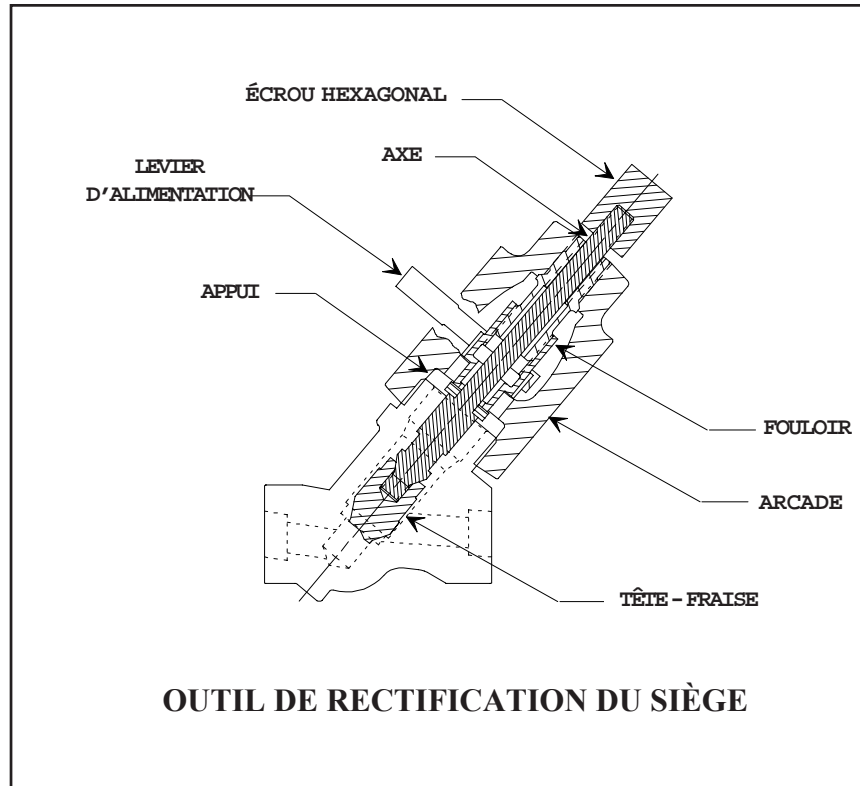 ÉCROU HEXAGONAL
AXE
LEVIER
D'ALIMENTATION
APPUI
FOULOIR
ARCADE
TÊTE-FRAISE
OUTIL DE RECTIFICATION DU SIÈGE